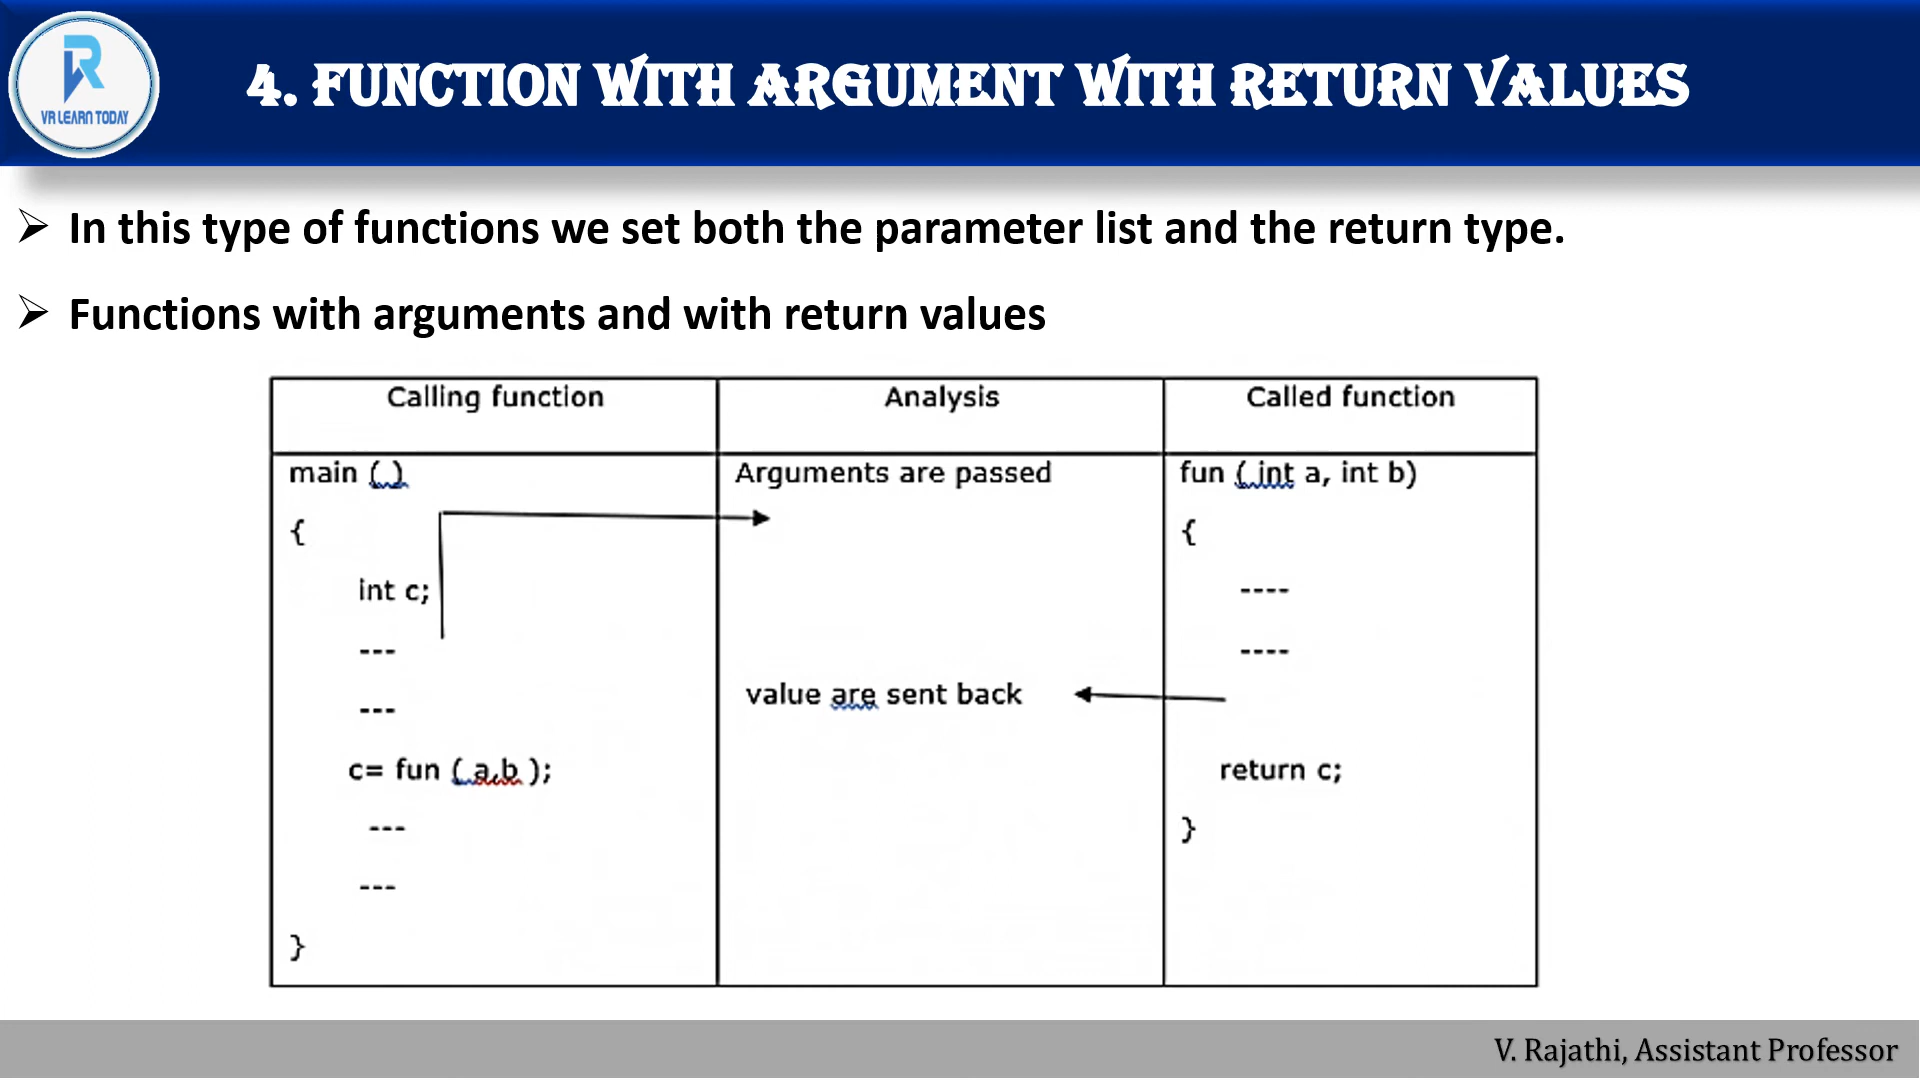 VR LEARN TODAY
4. FUNCTION WITH ARGUMENT WITH RETURN VALUES
➢ In this type of functions we set both the parameter list and the return type.
➢ Functions with arguments and with return values
Calling function
Analysis
Called function
main ( )
{
int c;
---
---
c= fun ( a,b );
---
---
}
Arguments are passed
value are sent back
fun ( int a, int b)
{
----
----
return c;
}
V. Rajathi, Assistant Professor